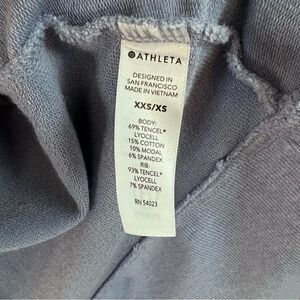 ATHLETA
DESIGNED IN
SAN FRANCISCO
MADE IN VIETNAM
XXS/XS
BODY:
69% TENCEL®
LYOCELL
15% COTTON
10% MODAL
6% SPANDEX
RIB:
93% TENCEL®
LYOCELL
7% SPANDEX
RN 54023